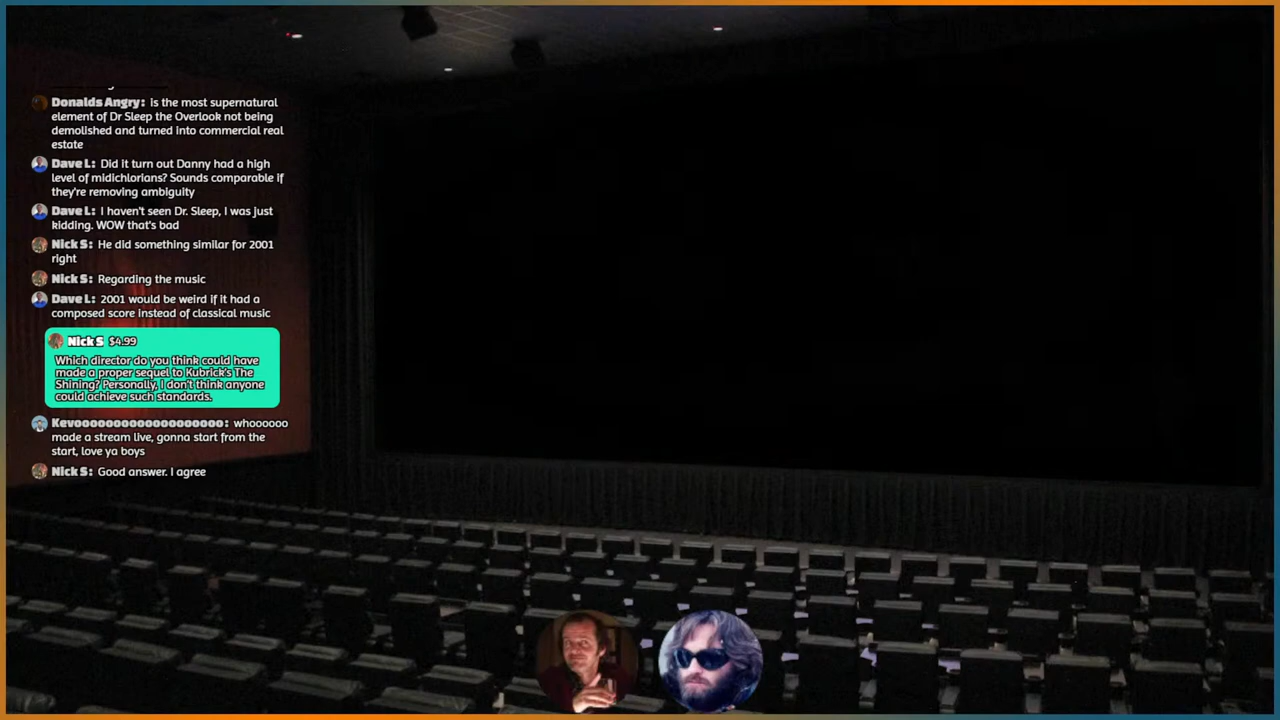 Donalds Angry: is the most supernatural
element of Dr Sleep the Overlook not being
demolished and turned into commercial real
estate
Dave L: Did it turn out Danny had a high
level of midichlorians? Sounds comparable if
they're removing ambiguity
Dave L: I haven't seen Dr. Sleep, I was just
kidding. WOW that's bad
Nick S: He did something similar for 2001
right
Nick S: Regarding the music
Dave L: 2001 would be weird if it had a
composed score instead of classical music
Nick S $4.99
Which director do you think could have
made a proper sequel to Kubrick's The
Shining? Personally, I don't think anyone
could achieve such standards.
Kevoooooooooooooooooooo: whoooooo
made a stream live, gonna start from the
start, love ya boys
Nick S: Good answer. I agree